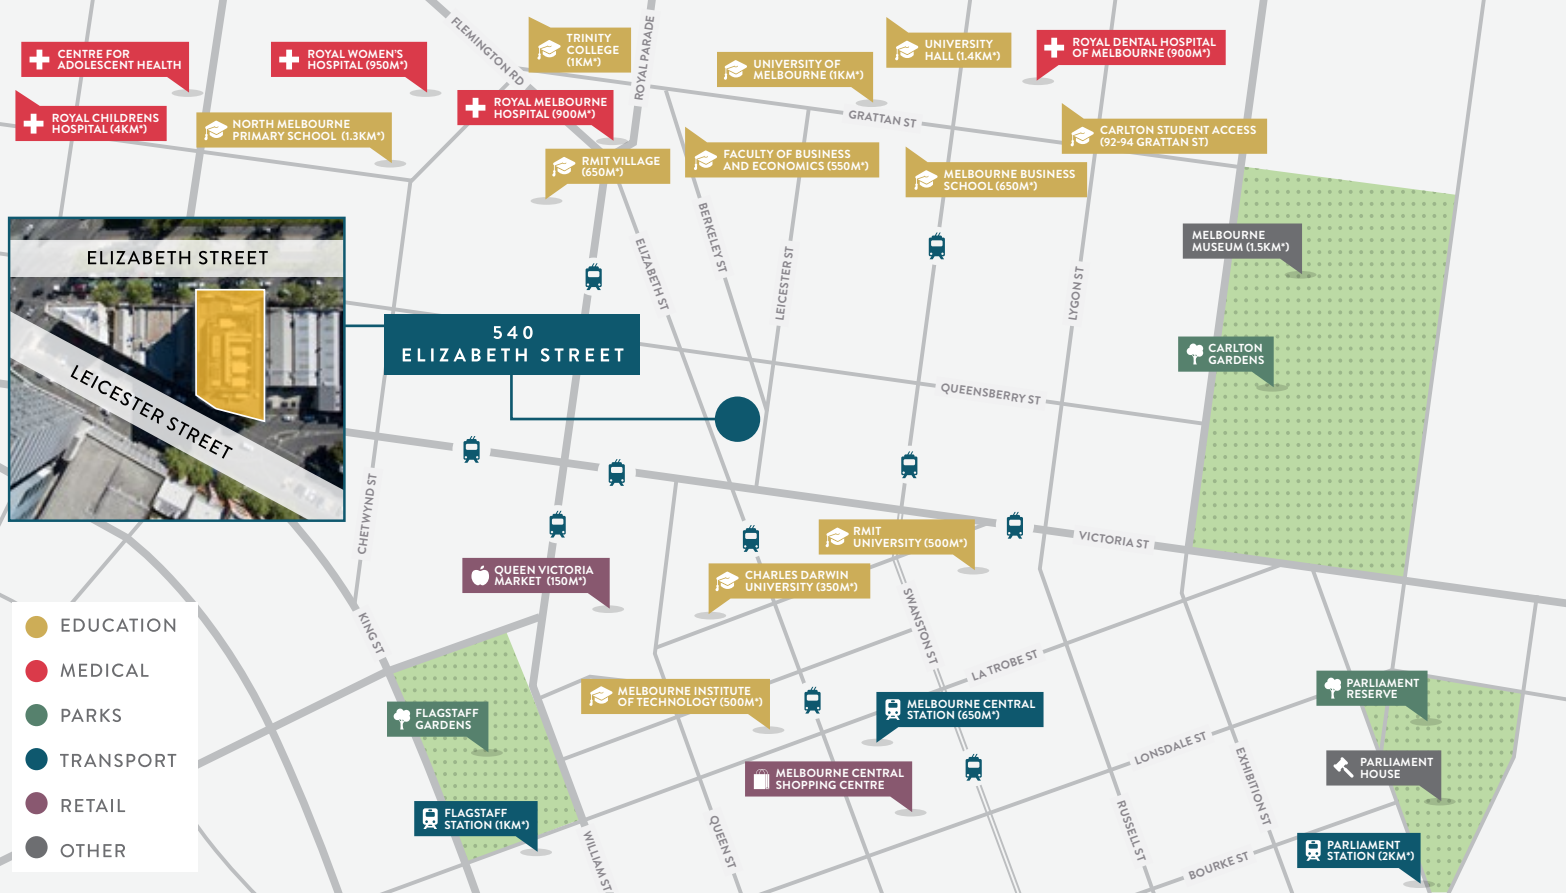 FLEMINGTON RD
ROYAL PARADE
CENTRE FOR
ADOLESCENT HEALTH
ROYAL WOMEN'S
HOSPITAL (950M*)
TRINITY
COLLEGE
(1KM*)
UNIVERSITY OF
MELBOURNE (1KM*)
UNIVERSITY
HALL (1.4KM*)
ROYAL DENTAL HOSPITAL
OF MELBOURNE (900M*)
ROYAL CHILDRENS
HOSPITAL (4KM*)
NORTH MELBOURNE
PRIMARY SCHOOL (1.3KM*)
ROYAL MELBOURNE
HOSPITAL (900M*)
GRATTAN ST
CARLTON STUDENT ACCESS
(92-94 GRATTAN ST)
RMIT VILLAGE
(650M*)
FACULTY OF BUSINESS
AND ECONOMICS (550M*)
MELBOURNE BUSINESS
SCHOOL (650M*)
BERKELEY ST
ELIZABETH ST
LEICESTER ST
LYGON ST
MELBOURNE
MUSEUM (1.5KM*)
ELIZABETH STREET
LEICESTER STREET
540
ELIZABETH STREET
CARLTON
GARDENS
QUEENSBERRY ST
CHETWYND ST
VICTORIA ST
RMIT
UNIVERSITY (500M*)
QUEEN VICTORIA
MARKET (150M*)
CHARLES DARWIN
UNIVERSITY (350M*)
KING ST
SWANSTON ST
LA TROBE ST
EDUCATION
MEDICAL
PARKS
TRANSPORT
RETAIL
OTHER
MELBOURNE INSTITUTE
OF TECHNOLOGY (500M*)
MELBOURNE CENTRAL
STATION (650M*)
PARLIAMENT
RESERVE
FLAGSTAFF
GARDENS
LONSDALE ST
EXHIBITION ST
PARLIAMENT
HOUSE
MELBOURNE CENTRAL
SHOPPING CENTRE
FLAGSTAFF
STATION (1KM*)
WILLIAM ST
QUEEN ST
RUSSELL ST
BOURKE ST
PARLIAMENT
STATION (2KM*)